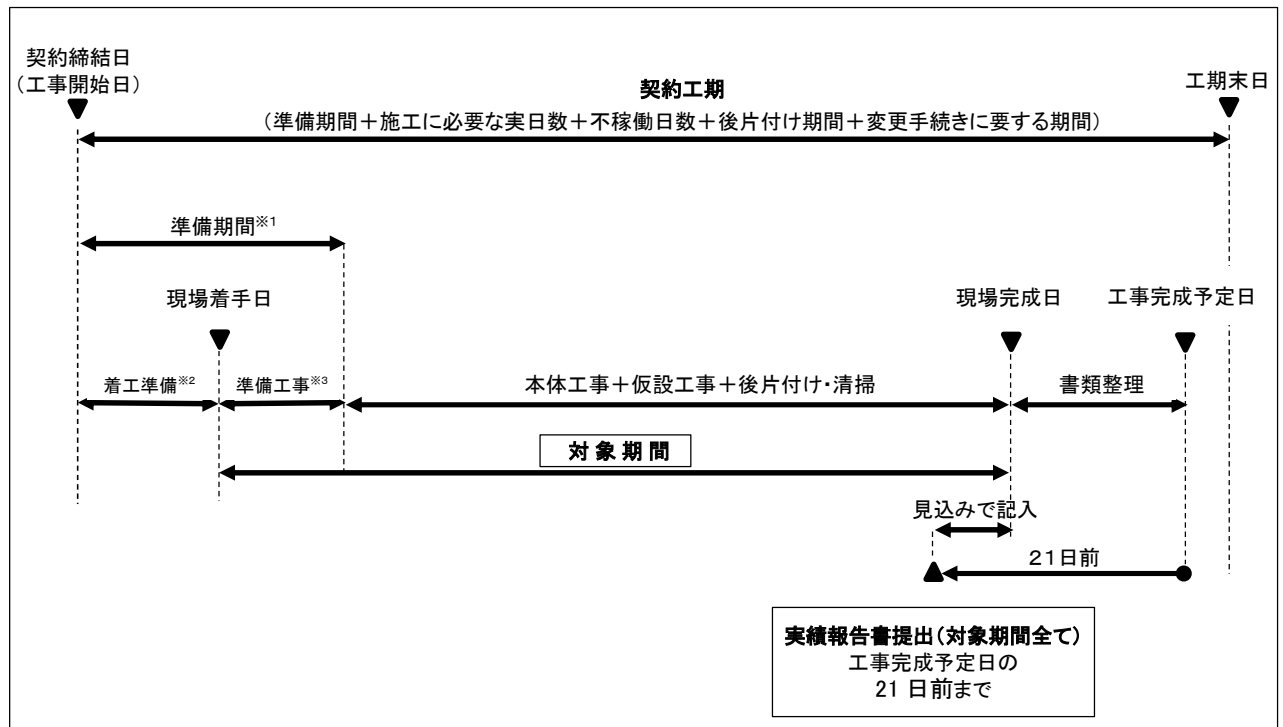 契約締結日
(工事開始日)
契約工期
工期末日
(準備期間+施工に必要な実日数+不稼働日数+後片付け期間+変更手続きに要する期間)
準備期間※1
現場着手日
現場完成日
工事完成予定日
着工準備※2
準備工事※3
本体工事+仮設工事+後片付け・清掃
書類整理
対象期間
見込みで記入
21日前
実績報告書提出(対象期間全て)
工事完成予定日の
21日前まで